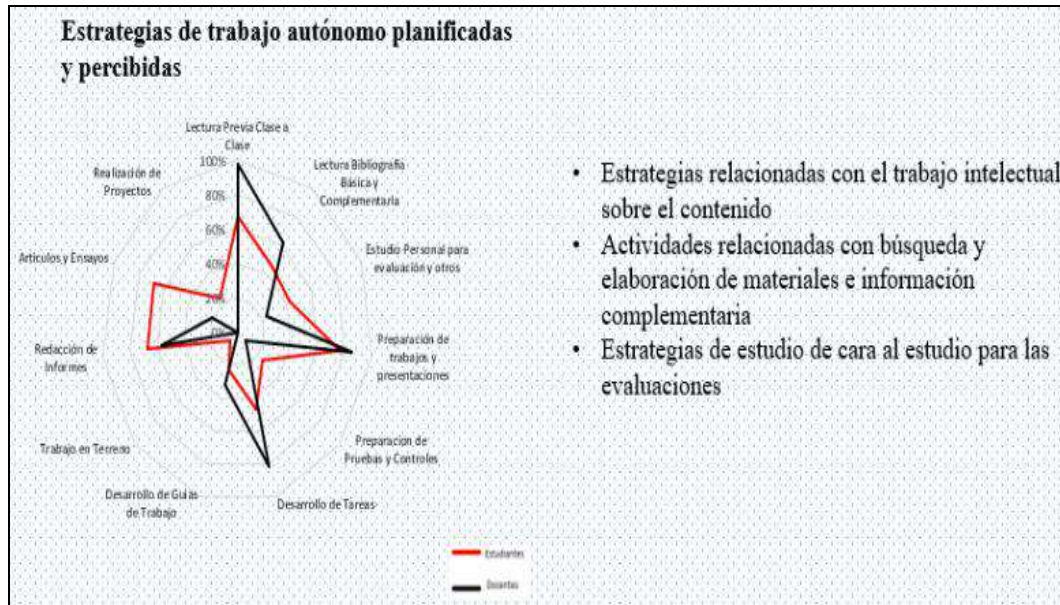 Estrategias de trabajo autónomo planificadas
y percibidas
Lectura Previa Clase a
Clase
Lectura Bibliografía
Básica y
Complementaria
Estudio Personal para
evaluación y otros
Preparación de
trabajos y
presentaciones
Preparacion de
Pruebas y Controles
Desarrollo de Tareas
Desarrollo de Guias
de Trabajo
Trabajo en Terreno
Redacción de
Informes
Articulos y Ensayos
Realización de
Proyectos
100%
80%
60%
40%
20%
0%
Estudiantes
Docentes
• Estrategias relacionadas con el trabajo intelectual
sobre el contenido
• Actividades relacionadas con búsqueda y
elaboración de materiales e información
complementaria
• Estrategias de estudio de cara al estudio para las
evaluaciones